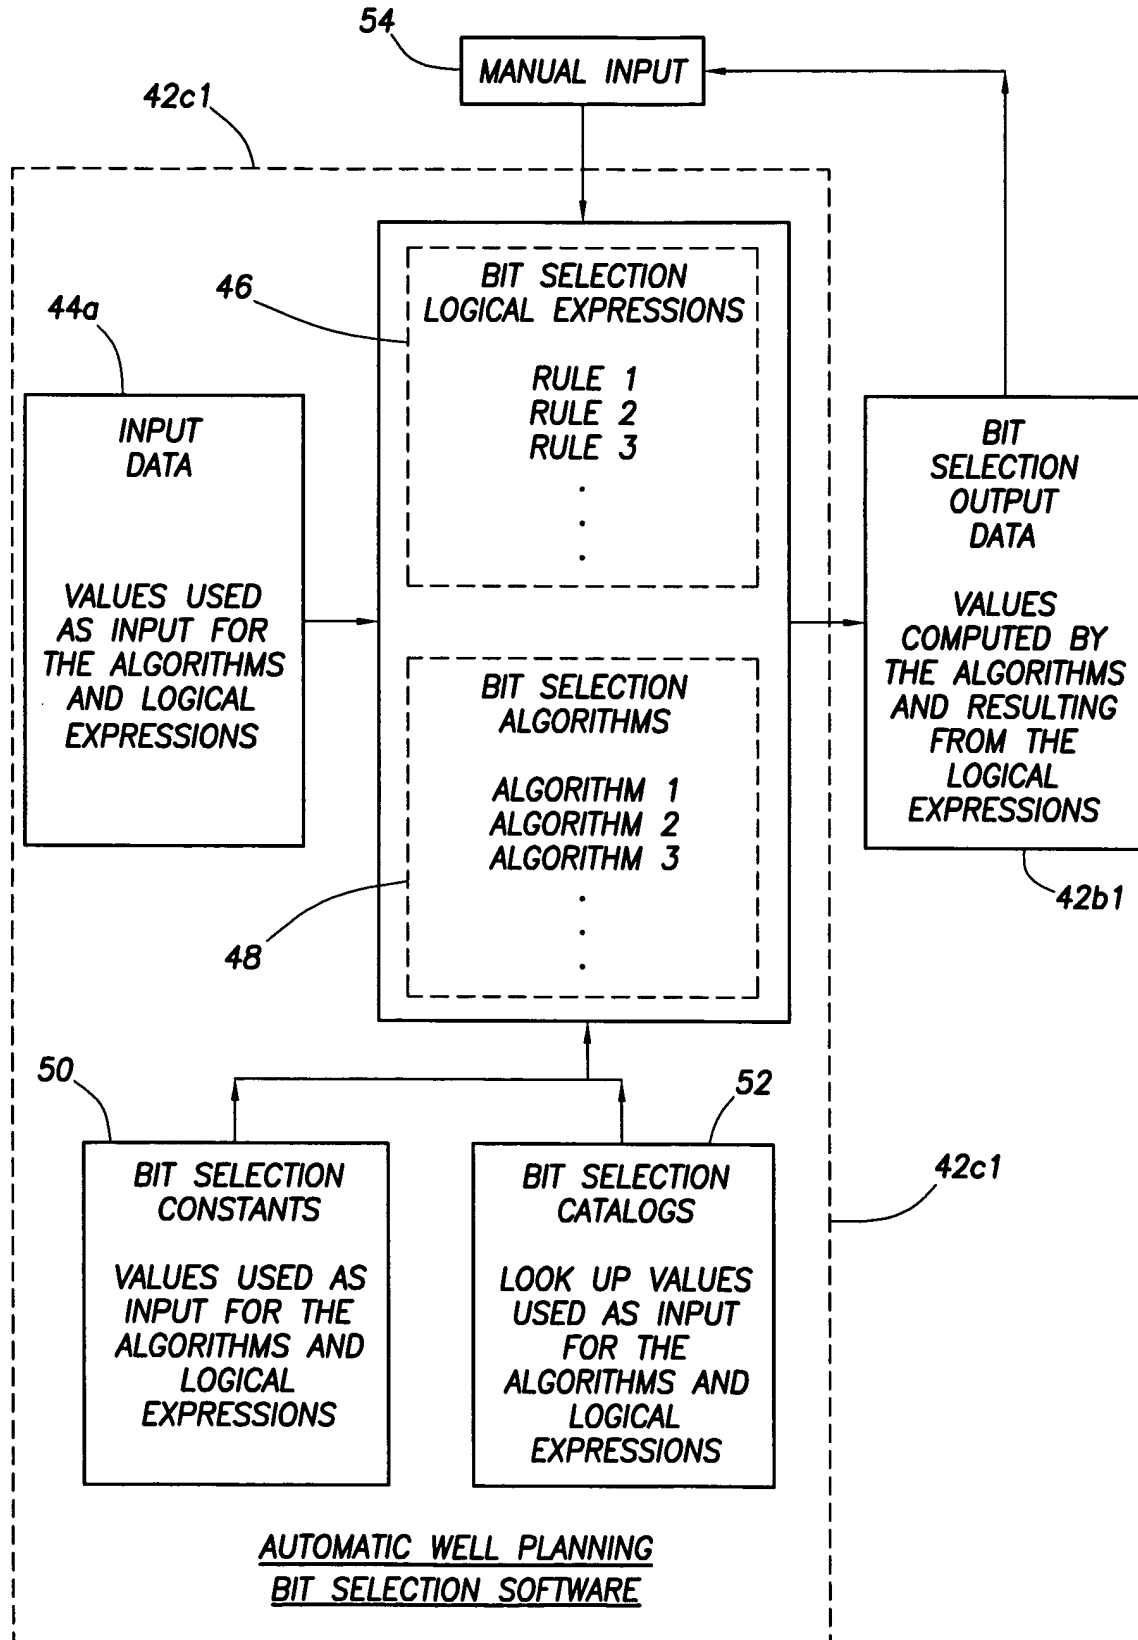 54
MANUAL INPUT
42c1
46
BIT SELECTION
LOGICAL EXPRESSIONS
RULE 1
RULE 2
RULE 3
.
.
.
44a
INPUT
DATA
VALUES USED
AS INPUT FOR
THE ALGORITHMS
AND LOGICAL
EXPRESSIONS
BIT
SELECTION
OUTPUT
DATA
VALUES
COMPUTED BY
THE ALGORITHMS
AND RESULTING
FROM THE
LOGICAL
EXPRESSIONS
42b1
BIT SELECTION
ALGORITHMS
ALGORITHM 1
ALGORITHM 2
ALGORITHM 3
.
.
.
48
50
BIT SELECTION
CONSTANTS
VALUES USED AS
INPUT FOR THE
ALGORITHMS AND
LOGICAL
EXPRESSIONS
52
BIT SELECTION
CATALOGS
LOOK UP VALUES
USED AS INPUT
FOR THE
ALGORITHMS AND
LOGICAL
EXPRESSIONS
42c1
AUTOMATIC WELL PLANNING
BIT SELECTION SOFTWARE